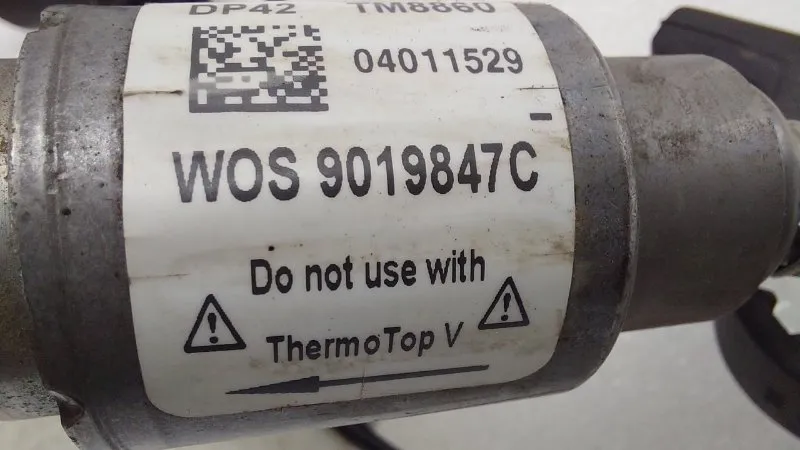 DP42 TM8860
04011529
WOS 9019847C
Do not use with
ThermoTop V